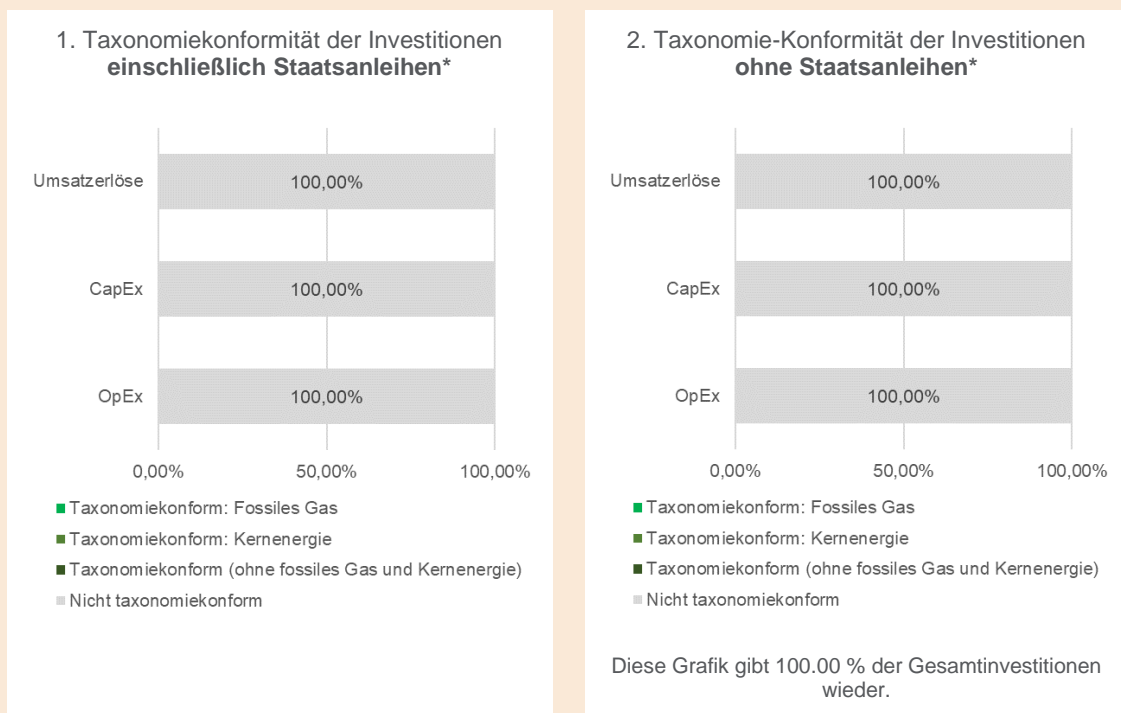 1. Taxonomiekonformität der Investitionen
einschließlich Staatsanleihen*
Umsatzerlöse
100,00%
CapEx
100,00%
OpEx
100,00%
0,00%
50,00%
100,00%
Taxonomiekonform: Fossiles Gas
Taxonomiekonform: Kernenergie
Taxonomiekonform (ohne fossiles Gas und Kernenergie)
Nicht taxonomiekonform
2. Taxonomie-Konformität der Investitionen
ohne Staatsanleihen*
Umsatzerlöse
100,00%
CapEx
100,00%
OpEx
100,00%
0,00%
50,00%
100,00%
Taxonomiekonform: Fossiles Gas
Taxonomiekonform: Kernenergie
Taxonomiekonform (ohne fossiles Gas und Kernenergie)
Nicht taxonomiekonform
Diese Grafik gibt 100.00 % der Gesamtinvestitionen
wieder.